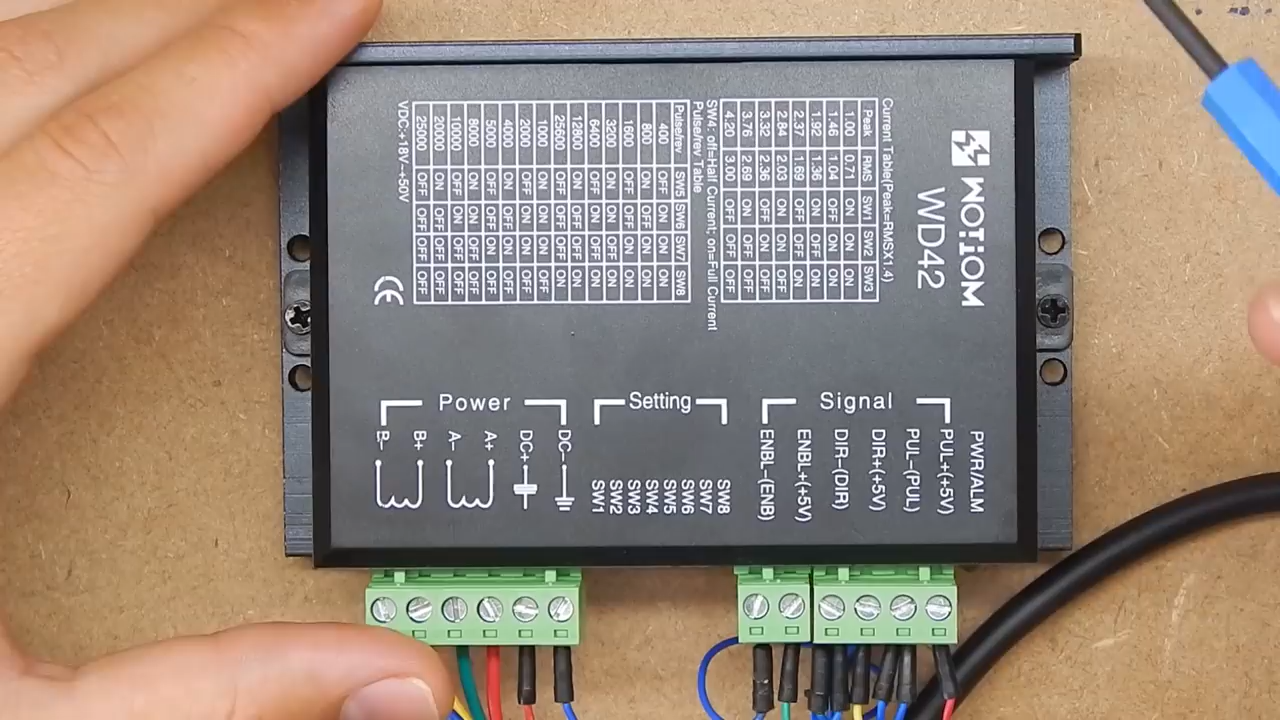 WOTIOM
WD42
Current Table(Peak=RMSX1.4)
Peak RMS SW1 SW2 SW3
1.00 0.71 ON ON ON
1.46 1.04 OFF ON ON
1.92 1.36 ON OFF ON
2.37 1.69 OFF OFF ON
2.84 2.03 ON ON OFF
3.32 2.36 OFF ON OFF
3.76 2.69 ON OFF OFF
4.20 3.00 OFF OFF OFF
SW4: off=Half Current; on=Full Current
Pulse/rev Table
Pulse/rev SW5 SW6 SW7 SW8
400 OFF ON ON ON
800 ON OFF ON ON
1600 OFF OFF ON ON
3200 ON ON OFF ON
6400 OFF ON OFF ON
12800 ON OFF OFF ON
25600 OFF OFF OFF ON
1000 ON ON ON OFF
2000 OFF ON ON OFF
4000 ON OFF ON OFF
5000 OFF OFF ON OFF
8000 ON ON OFF OFF
10000 OFF ON OFF OFF
20000 ON OFF OFF OFF
25000 OFF OFF OFF OFF
VDC:+18V~+50V
CE
Power
B-
B+
A-
A+
DC+
DC-
Setting
SW1
SW2
SW3
SW4
SW5
SW6
SW7
SW8
Signal
ENBL-(ENB)
ENBL+(+5V)
DIR-(DIR)
DIR+(+5V)
PUL-(PUL)
PUL+(+5V)
PWR/ALM